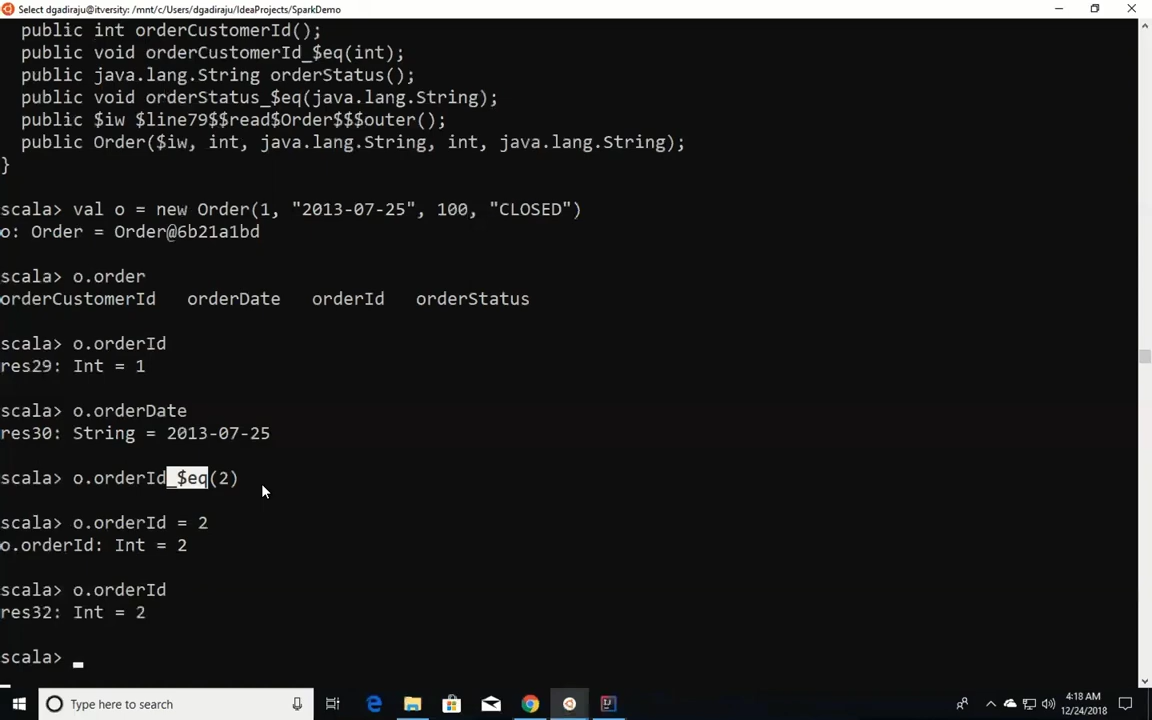 Select dgadiraju@itversity: /mnt/c/Users/dgadiraju/IdeaProjects/SparkDemo
public int orderCustomerId();
public void orderCustomerId_$eq(int);
public java.lang.String orderStatus();
public void orderStatus_$eq(java.lang.String);
public $iw $line79$$read$Order$$$outer();
public Order($iw, int, java.lang.String, int, java.lang.String);
}
scala> val o = new Order(1, "2013-07-25", 100, "CLOSED")
o: Order = Order@6b21a1bd
scala> o.order
orderCustomerId orderDate orderId orderStatus
scala> o.orderId
res29: Int = 1
scala> o.orderDate
res30: String = 2013-07-25
scala> o.orderId_$eq(2)
scala> o.orderId = 2
o.orderId: Int = 2
scala> o.orderId
res32: Int = 2
scala> _
Type here to search
4:18 AM
12/24/2018